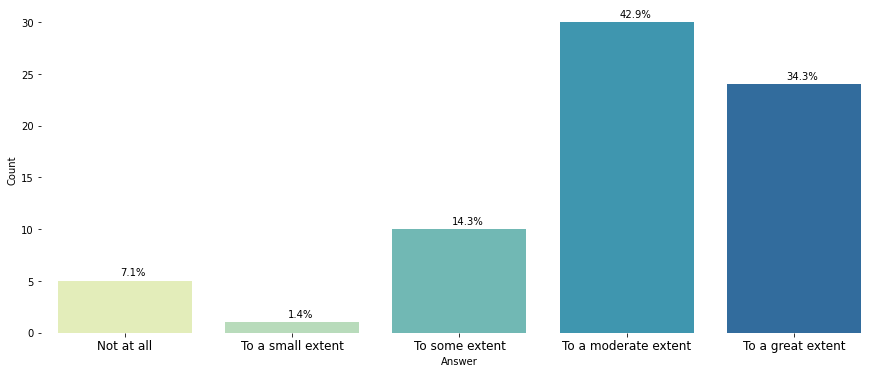 42.9%
30
34.3%
25
20
Count
15
14.3%
10
7.1%
5
1.4%
0
Not at all
To a small extent
To some extent
To a moderate extent
To a great extent
Answer